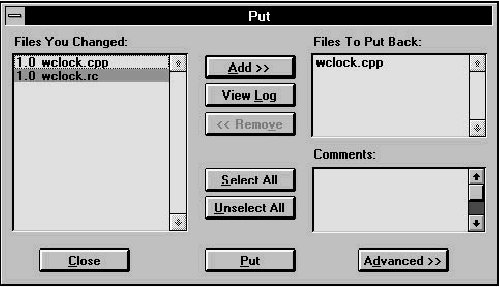 Put
Files You Changed:
1.0 wclock.cpp
1.0 wclock.rc
Add >>
View Log
<< Remove
Select All
Unselect All
Files To Put Back:
wclock.cpp
Comments:
Close
Put
Advanced >>